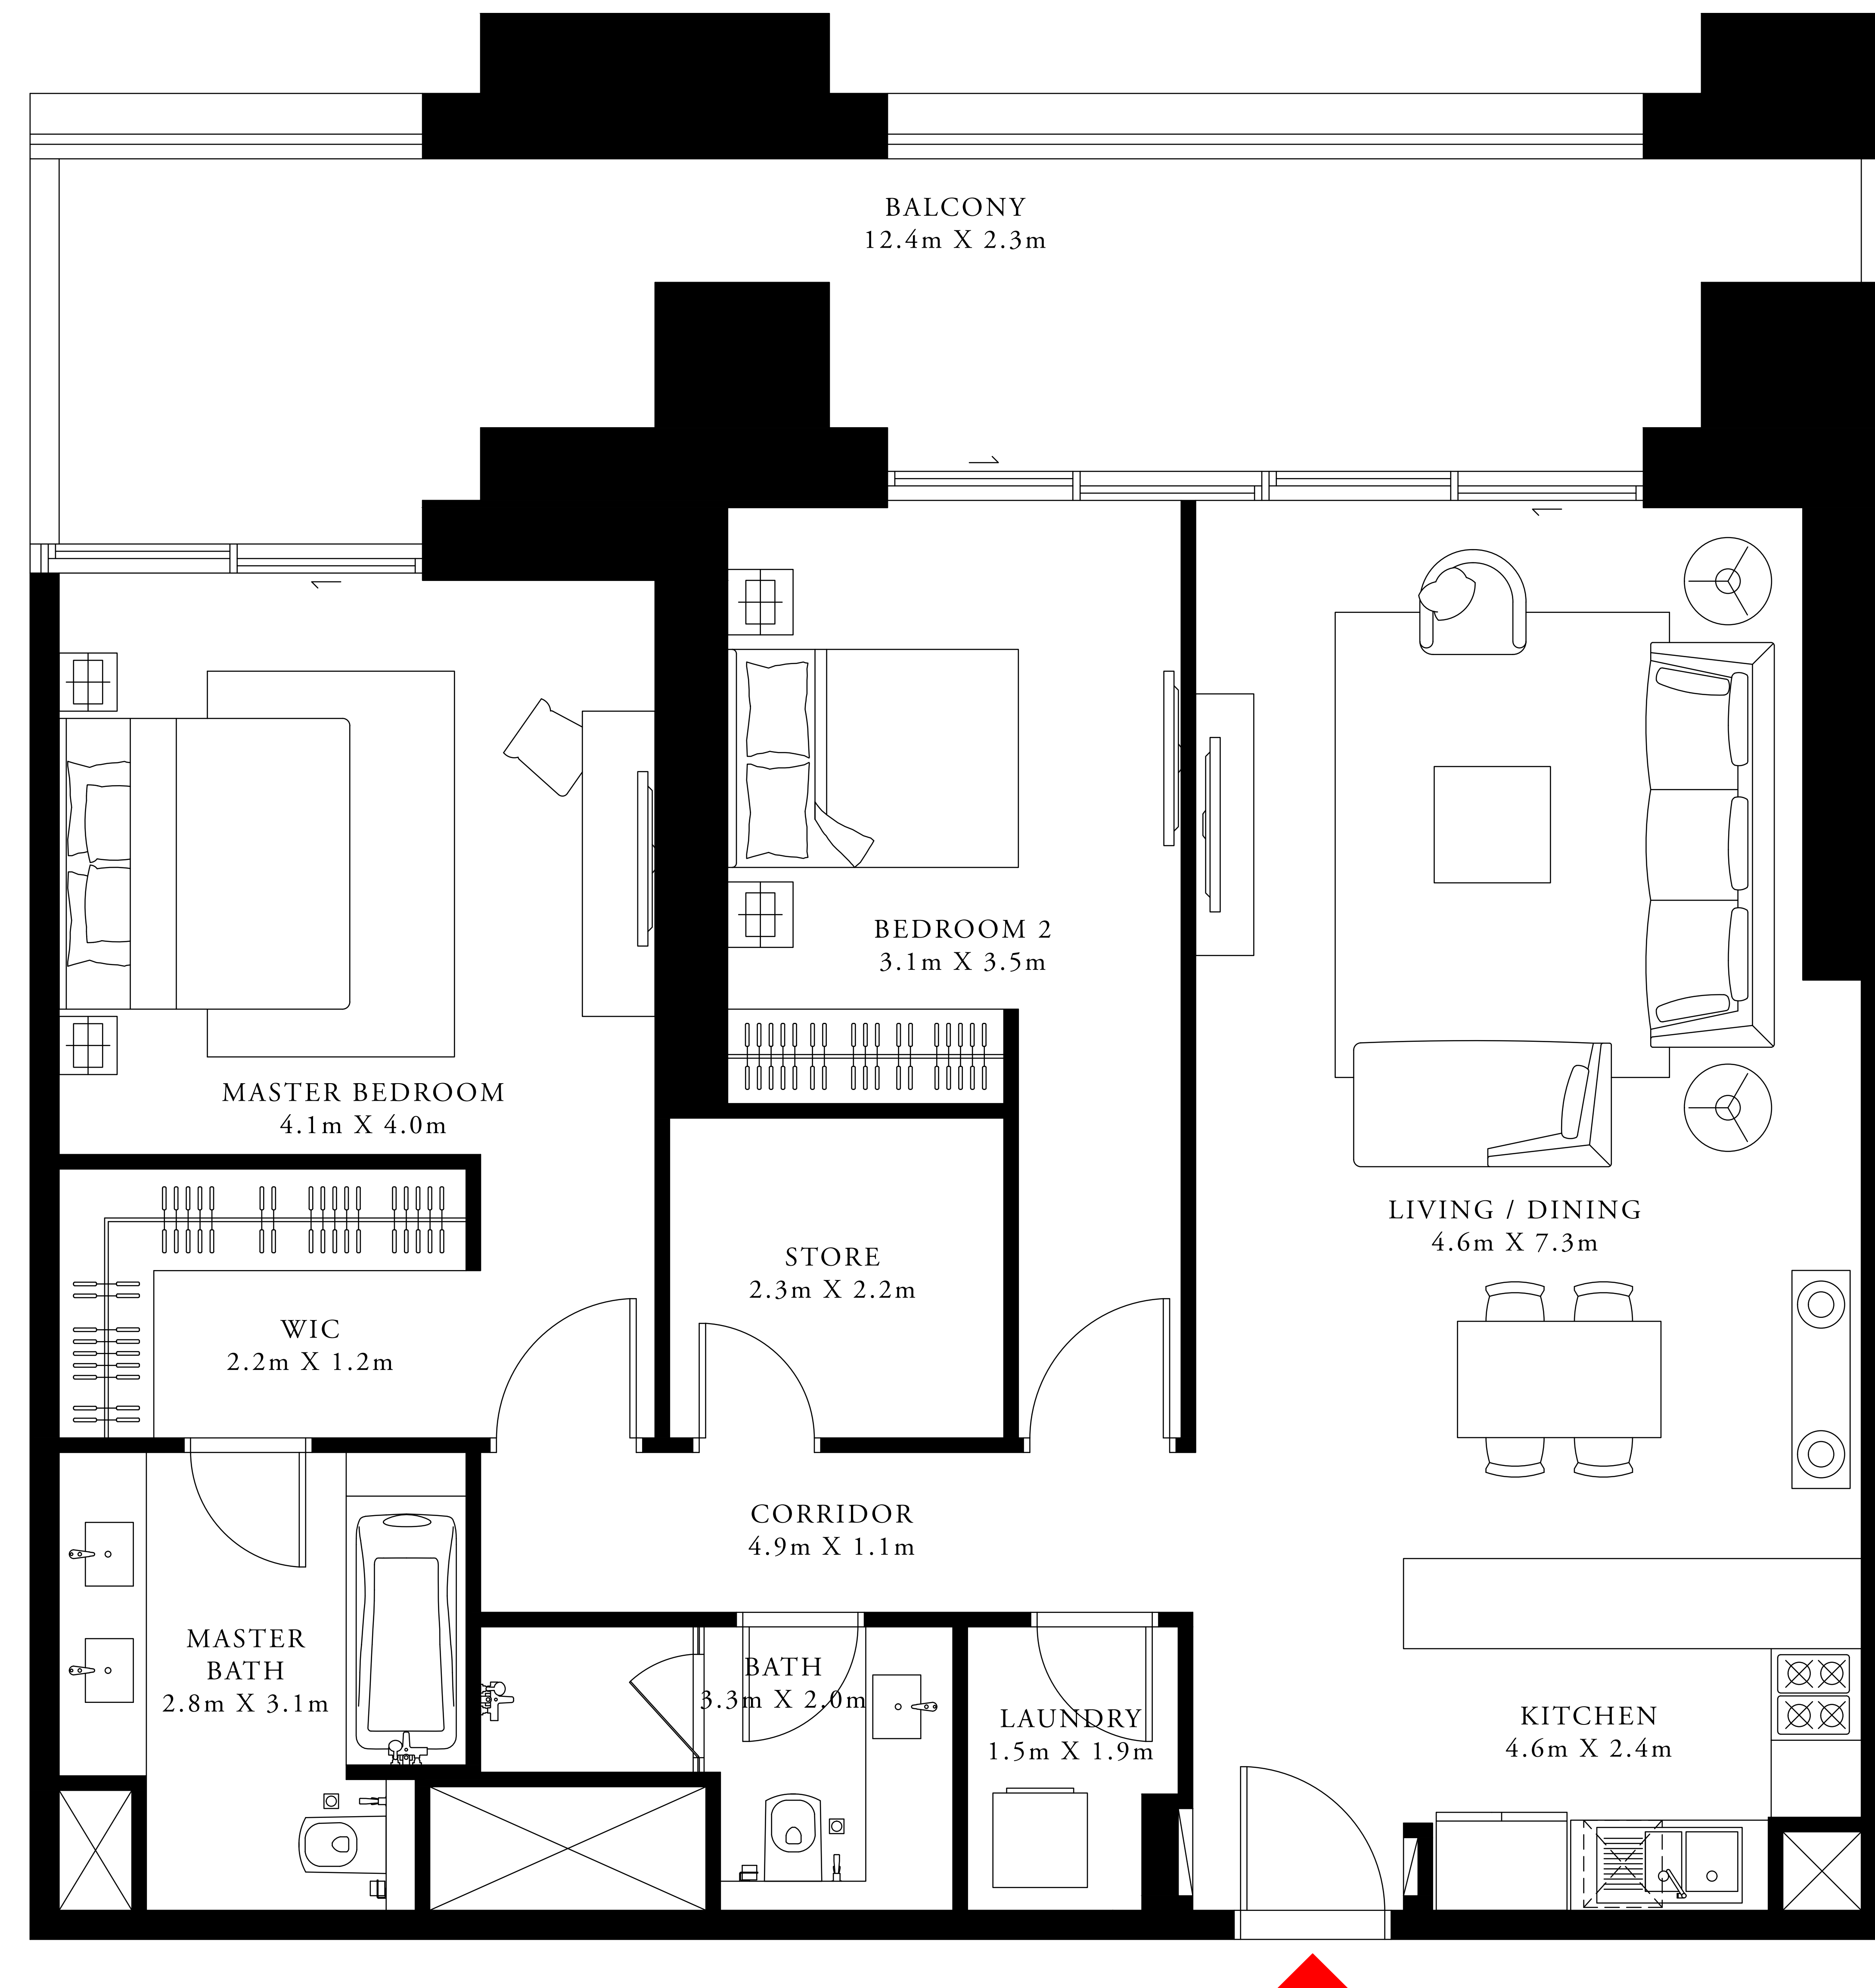 BALCONY
12.4m X 2.3m
BEDROOM 2
3.1m X 3.5m
MASTER BEDROOM
4.1m X 4.0m
LIVING / DINING
4.6m X 7.3m
STORE
2.3m X 2.2m
WIC
2.2m X 1.2m
CORRIDOR
4.9m X 1.1m
MASTER
BATH
2.8m X 3.1m
BATH
3.3m X 2.0m
LAUNDRY
1.5m X 1.9m
KITCHEN
4.6m X 2.4m